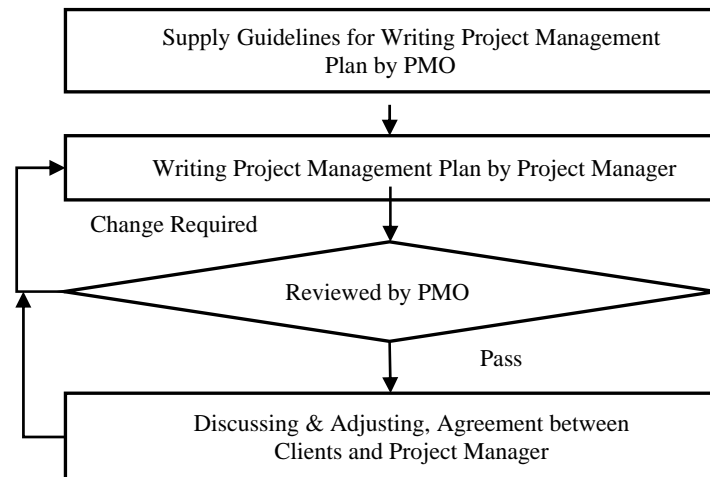 Supply Guidelines for Writing Project Management
Plan by PMO
Writing Project Management Plan by Project Manager
Change Required
Reviewed by PMO
Pass
Discussing & Adjusting, Agreement between
Clients and Project Manager